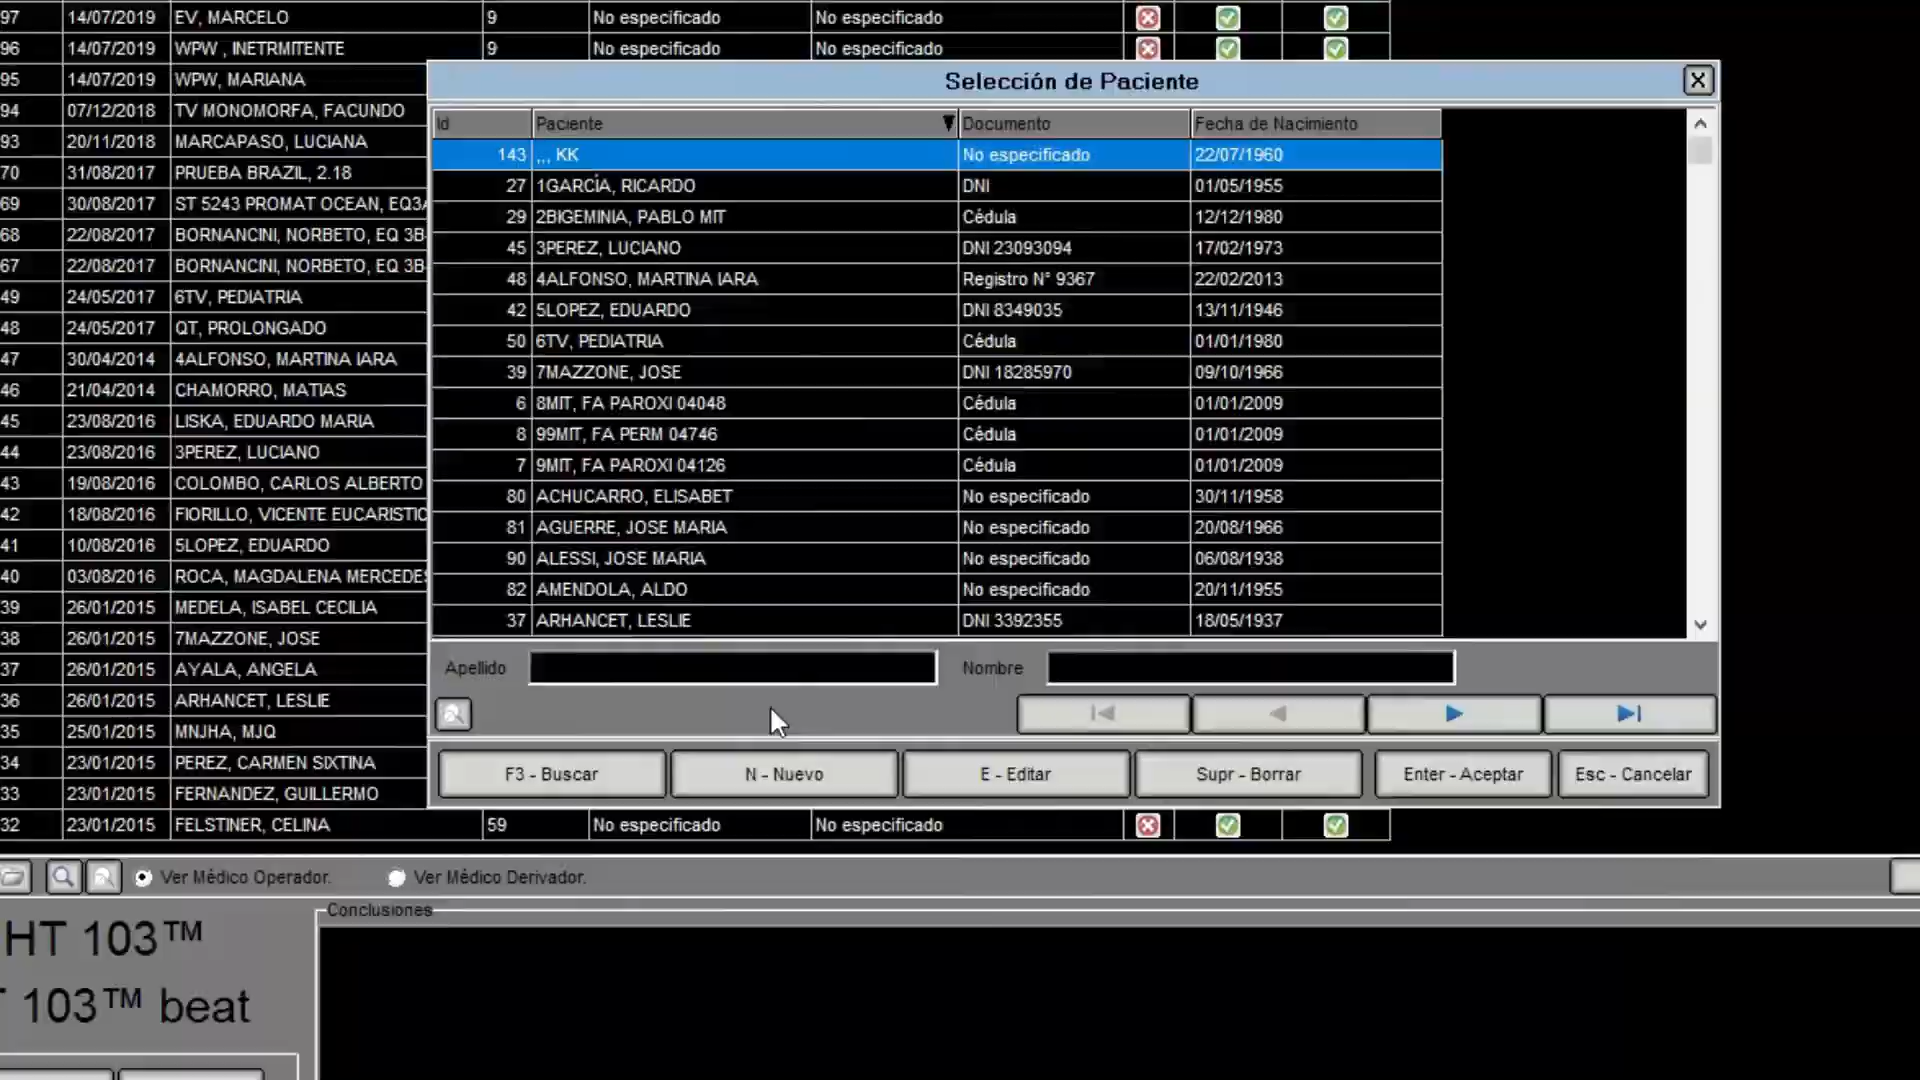 97 14/07/2019 EV, MARCELO 9 No especificado No especificado
96 14/07/2019 WPW , INETRMITENTE 9 No especificado No especificado
95 14/07/2019 WPW, MARIANA
94 07/12/2018 TV MONOMORFA, FACUNDO
93 20/11/2018 MARCAPASO, LUCIANA
70 31/08/2017 PRUEBA BRAZIL, 2.18
69 30/08/2017 ST 5243 PROMAT OCEAN, EQ3A
68 22/08/2017 BORNANCINI, NORBETO, EQ 3B
67 22/08/2017 BORNANCINI, NORBETO, EQ 3B
49 24/05/2017 6TV, PEDIATRIA
48 24/05/2017 QT, PROLONGADO
47 30/04/2014 4ALFONSO, MARTINA IARA
46 21/04/2014 CHAMORRO, MATIAS
45 23/08/2016 LISKA, EDUARDO MARIA
44 23/08/2016 3PEREZ, LUCIANO
43 19/08/2016 COLOMBO, CARLOS ALBERTO
42 18/08/2016 FIORILLO, VICENTE EUCARISTIC
41 10/08/2016 5LOPEZ, EDUARDO
40 03/08/2016 ROCA, MAGDALENA MERCEDES
39 26/01/2015 MEDELA, ISABEL CECILIA
38 26/01/2015 7MAZZONE, JOSE
37 26/01/2015 AYALA, ANGELA
36 26/01/2015 ARHANCET, LESLIE
35 25/01/2015 MNJHA, MJQ
34 23/01/2015 PEREZ, CARMEN SIXTINA
33 23/01/2015 FERNANDEZ, GUILLERMO
32 23/01/2015 FELSTINER, CELINA 59 No especificado No especificado
Selección de Paciente
Id Paciente Documento Fecha de Nacimiento
143 ,,, KK No especificado 22/07/1960
27 1GARCÍA, RICARDO DNI 01/05/1955
29 2BIGEMINIA, PABLO MIT Cédula 12/12/1980
45 3PEREZ, LUCIANO DNI 23093094 17/02/1973
48 4ALFONSO, MARTINA IARA Registro N° 9367 22/02/2013
42 5LOPEZ, EDUARDO DNI 8349035 13/11/1946
50 6TV, PEDIATRIA Cédula 01/01/1980
39 7MAZZONE, JOSE DNI 18285970 09/10/1966
6 8MIT, FA PAROXI 04048 Cédula 01/01/2009
8 99MIT, FA PERM 04746 Cédula 01/01/2009
7 9MIT, FA PAROXI 04126 Cédula 01/01/2009
80 ACHUCARRO, ELISABET No especificado 30/11/1958
81 AGUERRE, JOSE MARIA No especificado 20/08/1966
90 ALESSI, JOSE MARIA No especificado 06/08/1938
82 AMENDOLA, ALDO No especificado 20/11/1955
37 ARHANCET, LESLIE DNI 3392355 18/05/1937
Apellido Nombre
F3 - Buscar N - Nuevo E - Editar Supr - Borrar Enter - Aceptar Esc - Cancelar
Ver Médico Operador. Ver Médico Derivador.
Conclusiones
HT 103™
103™ beat